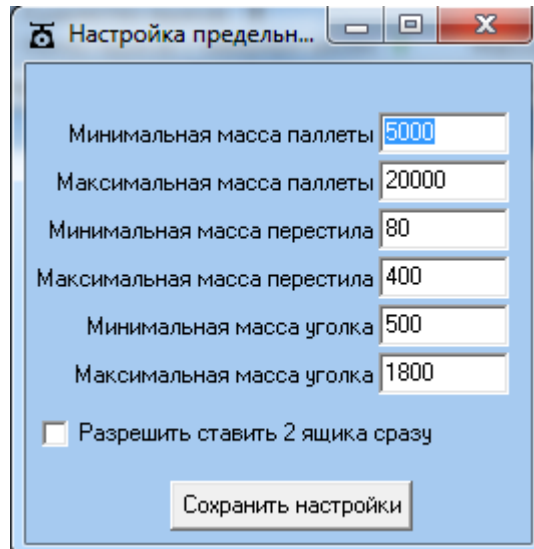 Настройка предельн...
Минимальная масса паллеты 5000
Максимальная масса паллеты 20000
Минимальная масса перестила 80
Максимальная масса перестила 400
Минимальная масса уголка 500
Максимальная масса уголка 1800
Разрешить ставить 2 ящика сразу
Сохранить настройки